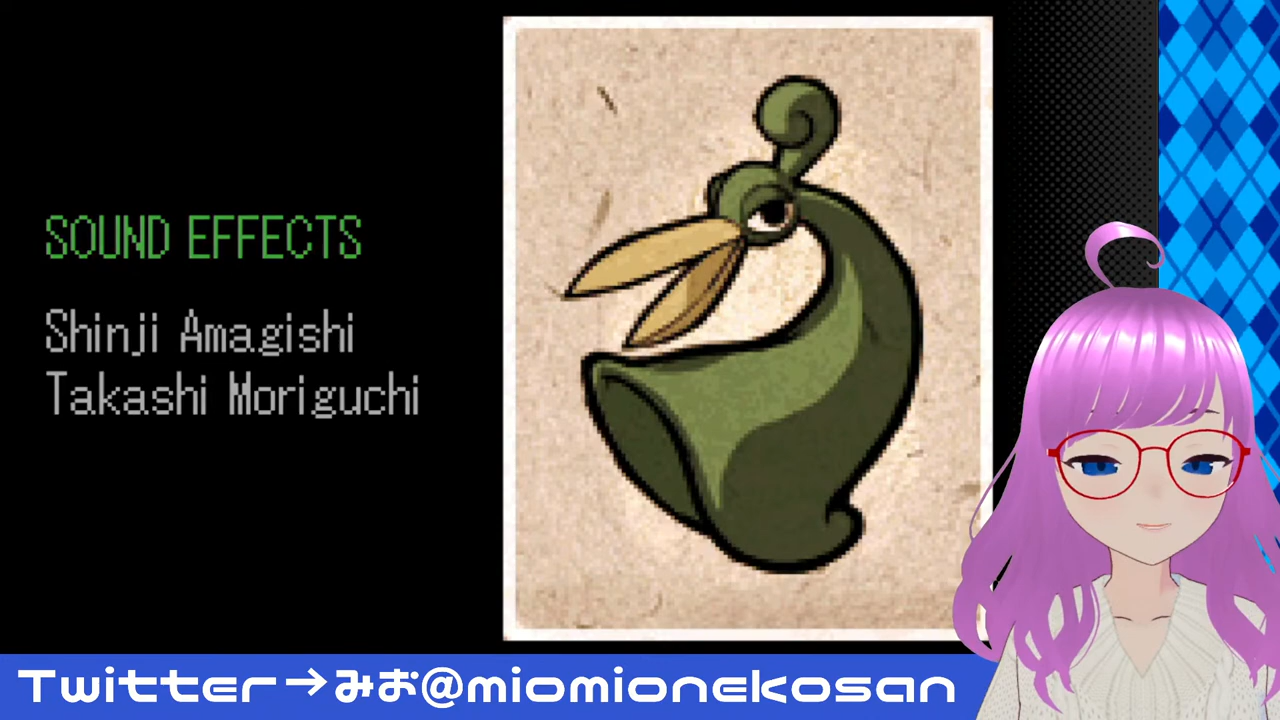 SOUND EFFECTS
Shinji Amagishi
Takashi Moriguchi
Twitter→みお@miomionekosan